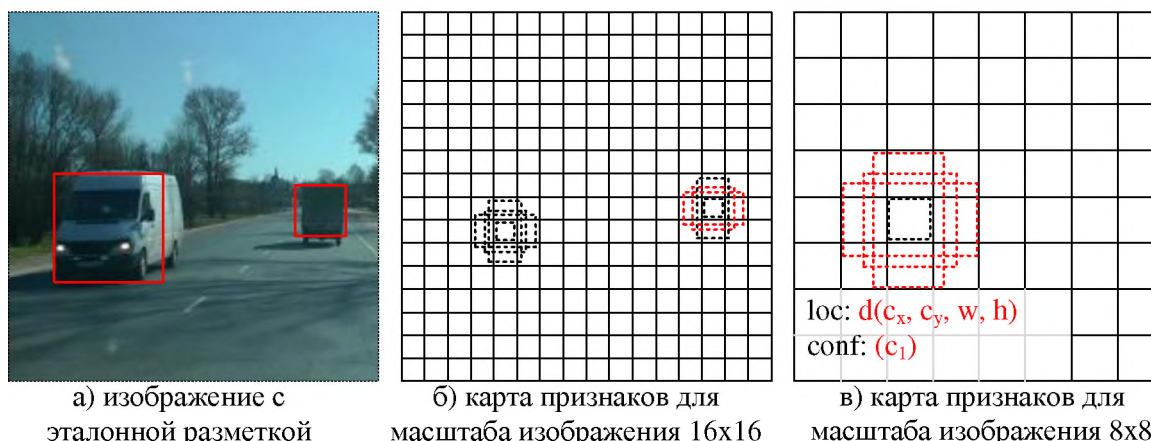 loc: d(cₓ, c_y, w, h)
conf: (c₁)
а) изображение с
эталонной разметкой
б) карта признаков для
масштаба изображения 16x16
в) карта признаков для
масштаба изображения 8x8